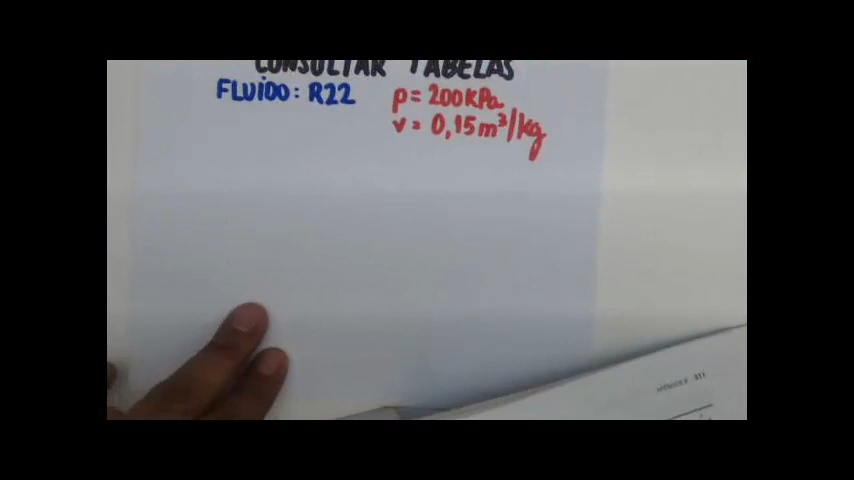 CONSULTAR TABELAS
FLUIDO: R22
p = 200 KPa
v = 0,15 m³/kg